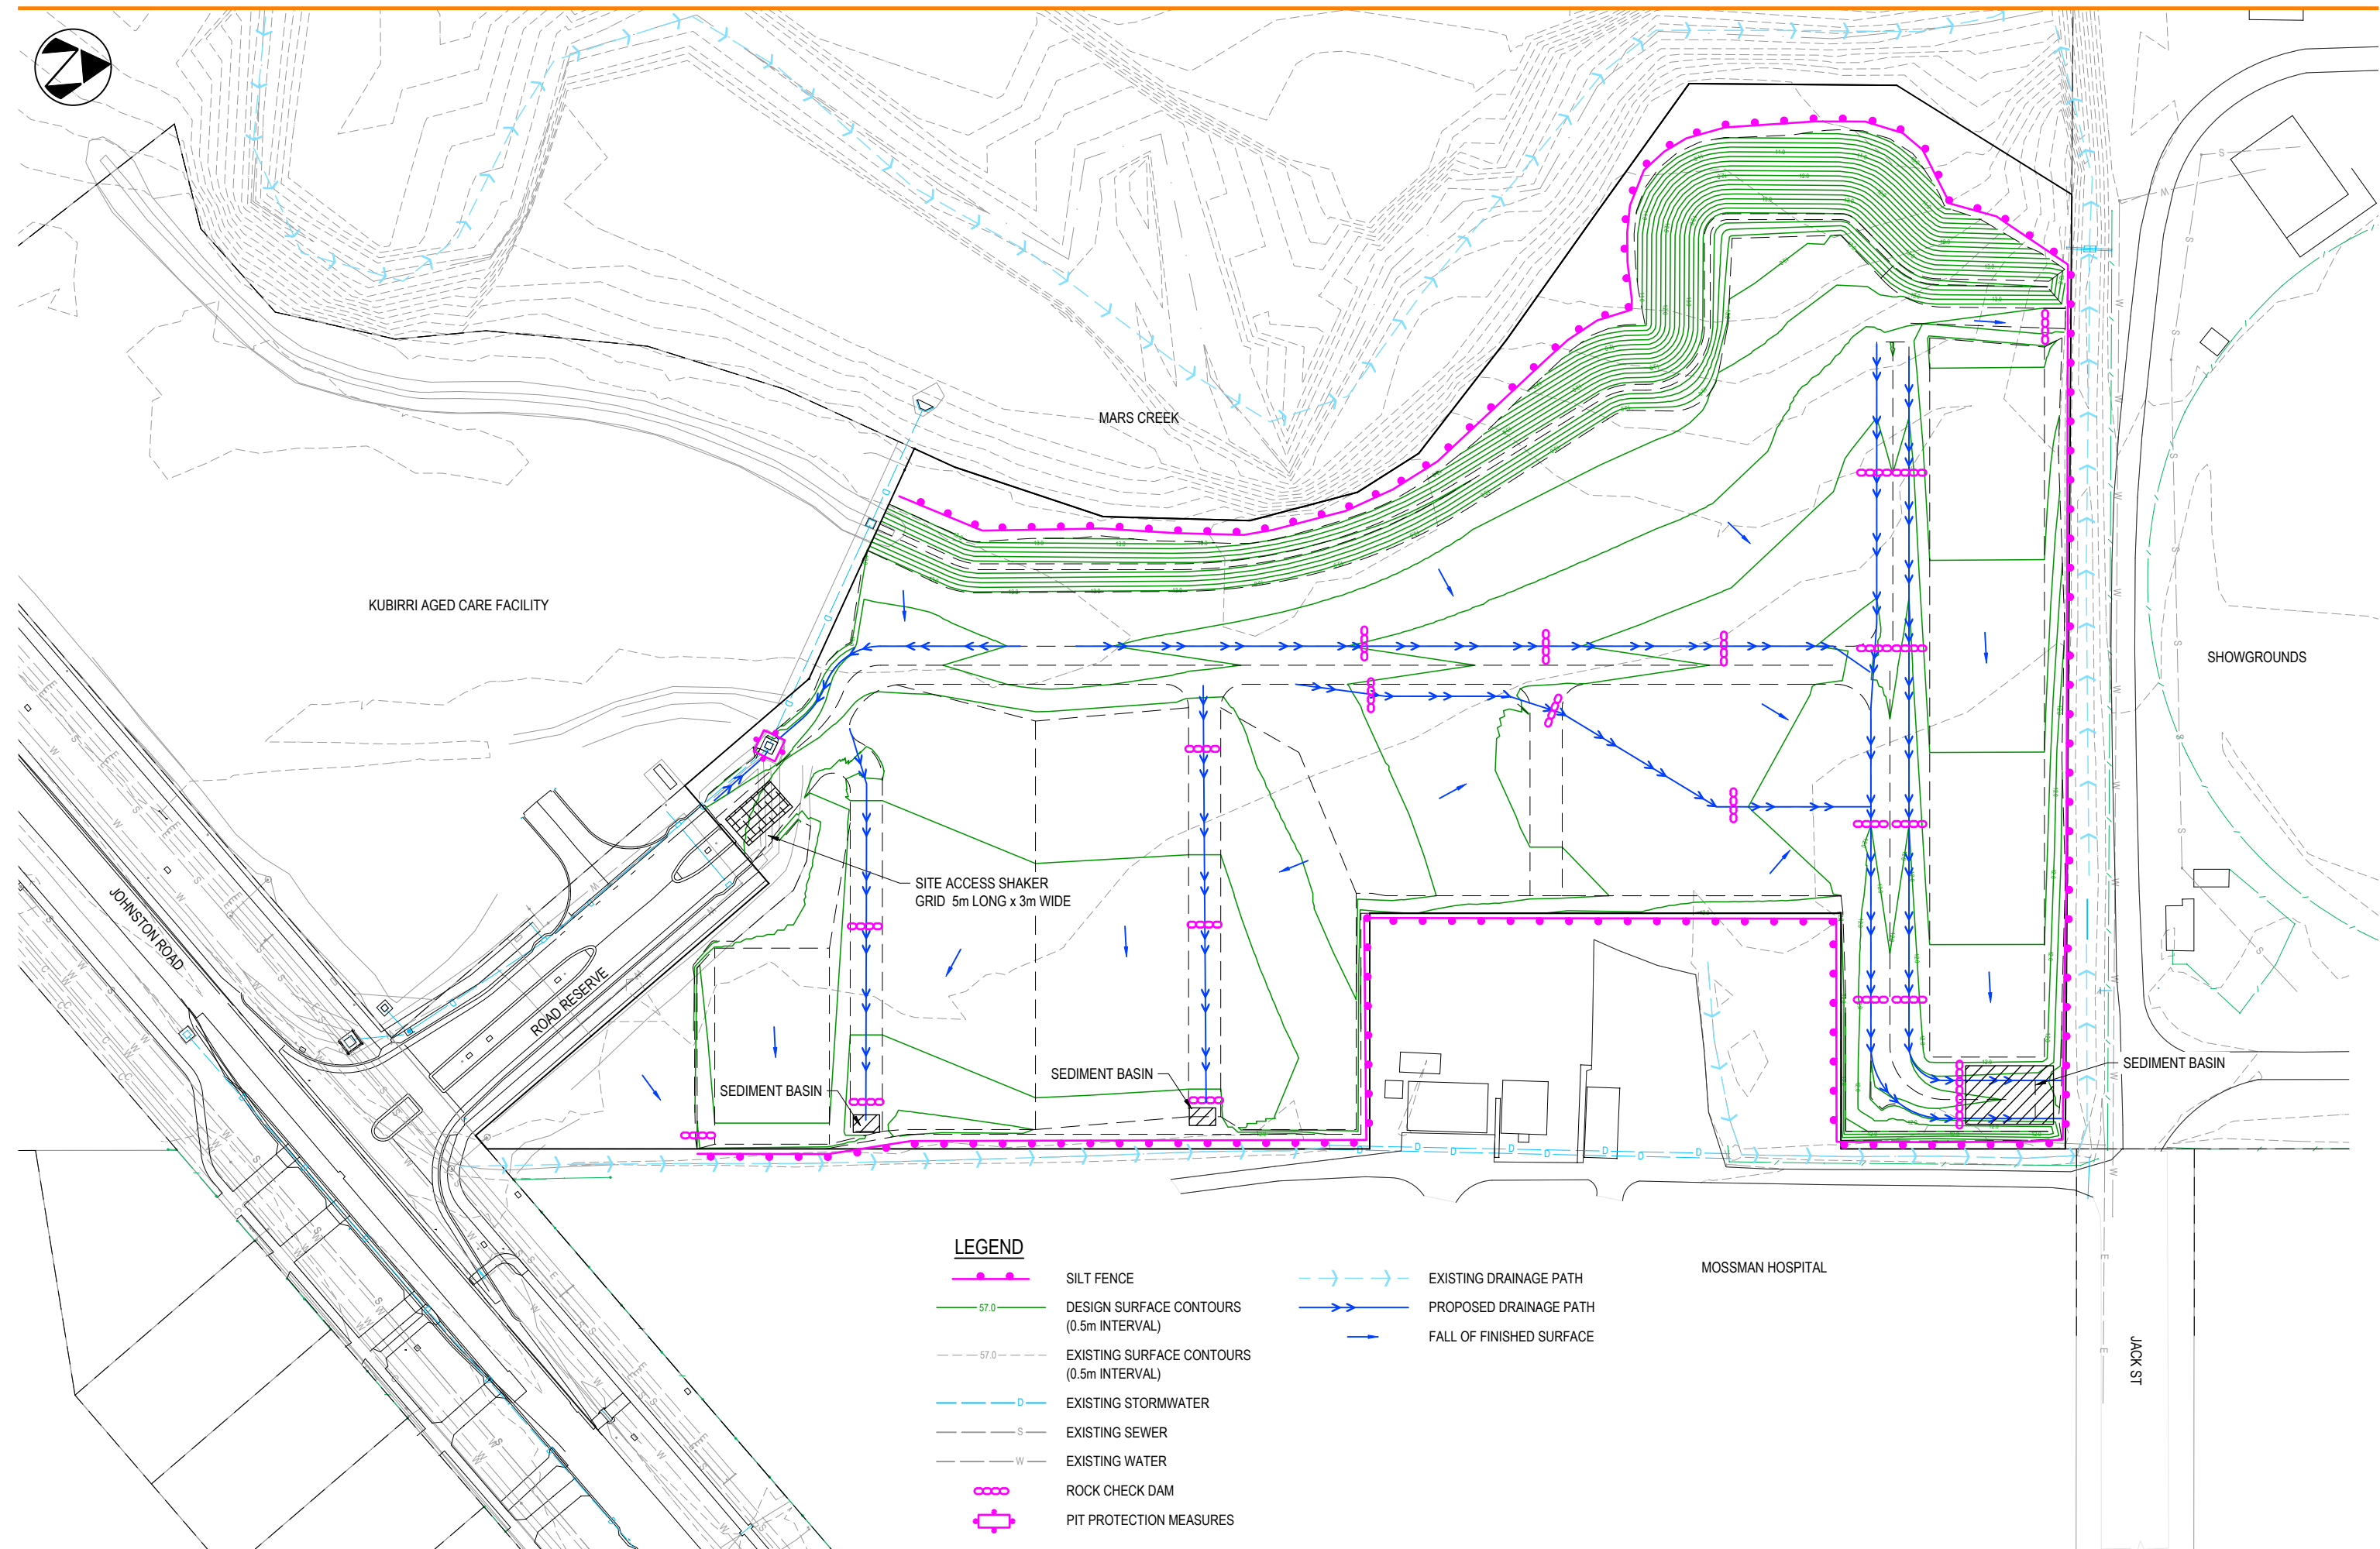 MARS CREEK
KUBIRRI AGED CARE FACILITY
SHOWGROUNDS
SITE ACCESS SHAKER
GRID 5m LONG x 3m WIDE
JOHNSTON ROAD
ROAD RESERVE
SEDIMENT BASIN
SEDIMENT BASIN
SEDIMENT BASIN
MOSSMAN HOSPITAL
JACK ST
LEGEND
SILT FENCE
57.0
DESIGN SURFACE CONTOURS
(0.5m INTERVAL)
57.0
EXISTING SURFACE CONTOURS
(0.5m INTERVAL)
D
EXISTING STORMWATER
S
EXISTING SEWER
W
EXISTING WATER
ROCK CHECK DAM
PIT PROTECTION MEASURES
EXISTING DRAINAGE PATH
PROPOSED DRAINAGE PATH
FALL OF FINISHED SURFACE